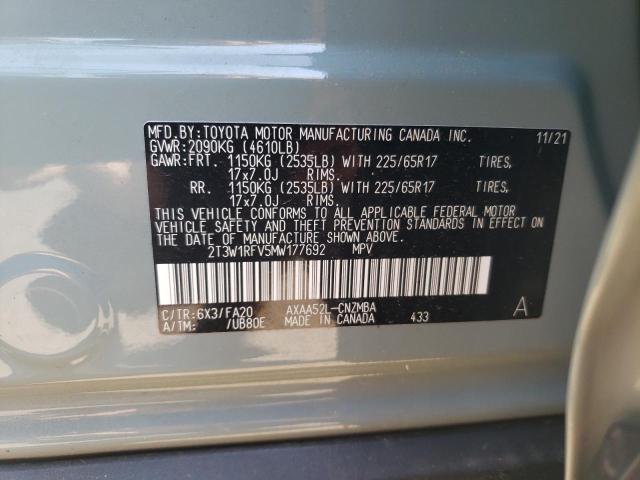 MFD.BY:TOYOTA MOTOR MANUFACTURING CANADA INC. 11/21
GVWR:2090KG (4610LB)
GAWR:FRT. 1150KG (2535LB) WITH 225/65R17 TIRES,
17x7.0J RIMS.
RR. 1150KG (2535LB) WITH 225/65R17 TIRES,
17x7.0J RIMS.
THIS VEHICLE CONFORMS TO ALL APPLICABLE FEDERAL MOTOR
VEHICLE SAFETY AND THEFT PREVENTION STANDARDS IN EFFECT ON
THE DATE OF MANUFACTURE SHOWN ABOVE.
2T3W1RFV5MW177692 MPV
C/TR:6X3/FA20 AXAA52L-CNZMBA A
A/TM: /UB80E MADE IN CANADA 433